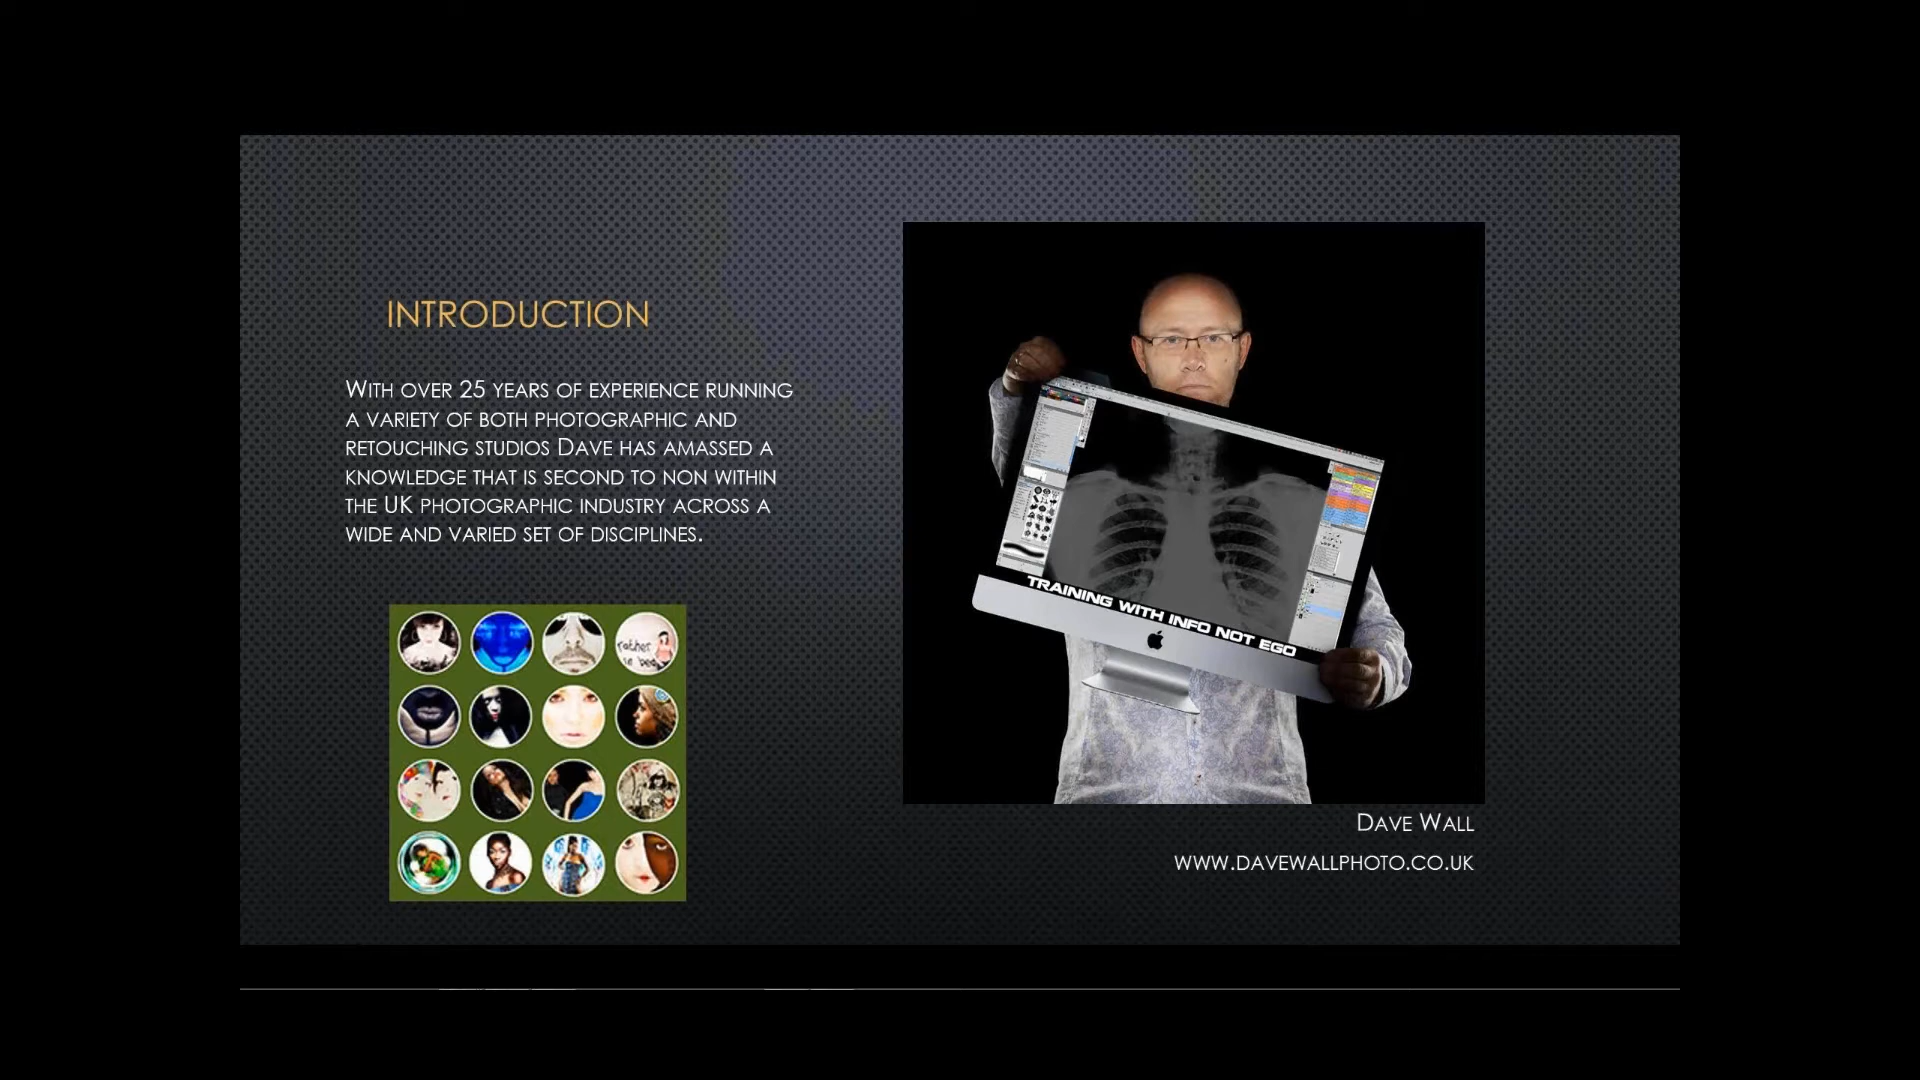 INTRODUCTION
WITH OVER 25 YEARS OF EXPERIENCE RUNNING
A VARIETY OF BOTH PHOTOGRAPHIC AND
RETOUCHING STUDIOS DAVE HAS AMASSED A
KNOWLEDGE THAT IS SECOND TO NON WITHIN
THE UK PHOTOGRAPHIC INDUSTRY ACROSS A
WIDE AND VARIED SET OF DISCIPLINES.
rather
be
TRAINING WITH INFO NOT EGO
DAVE WALL
WWW.DAVEWALLPHOTO.CO.UK